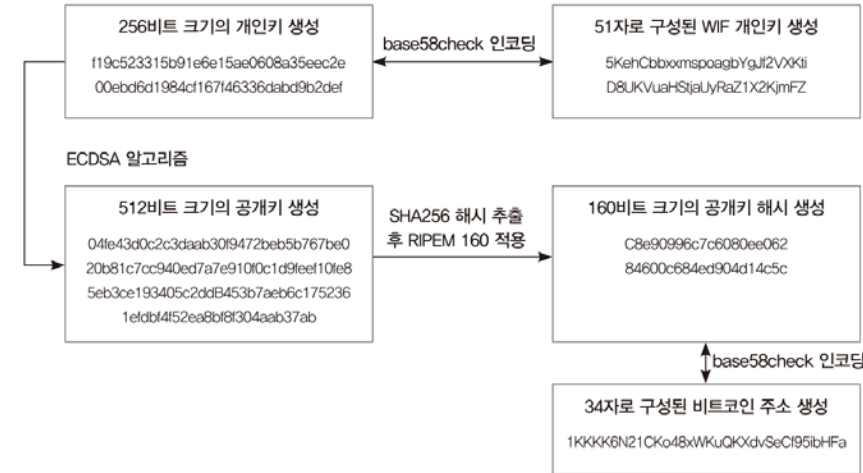 256비트 크기의 개인키 생성
f19c523315b91e6e15ae0608a35eec2e
00ebd6d1984cf167f46336dabd9b2def
base58check 인코딩
51자로 구성된 WIF 개인키 생성
5KehCbbxxmspoagbYgJf2VXKti
D8UKVuaHStjaUyRaZ1X2KjmFZ
ECDSA 알고리즘
512비트 크기의 공개키 생성
04fe43d0c2c3daab30f9472beb5b767be0
20b81c7cc940ed7a7e910f0c1d9feef10fe8
5eb3ce193405c2ddB453b7aeb6c175236
1efdbf4f52ea8bf8f304aab37ab
SHA256 해시 추출
후 RIPEM 160 적용
160비트 크기의 공개키 해시 생성
C8e90996c7c6080ee062
84600c684ed904d14c5c
base58check 인코딩
34자로 구성된 비트코인 주소 생성
1KKKK6N21CKo48xWKuQKXdvSeCf95ibHFa